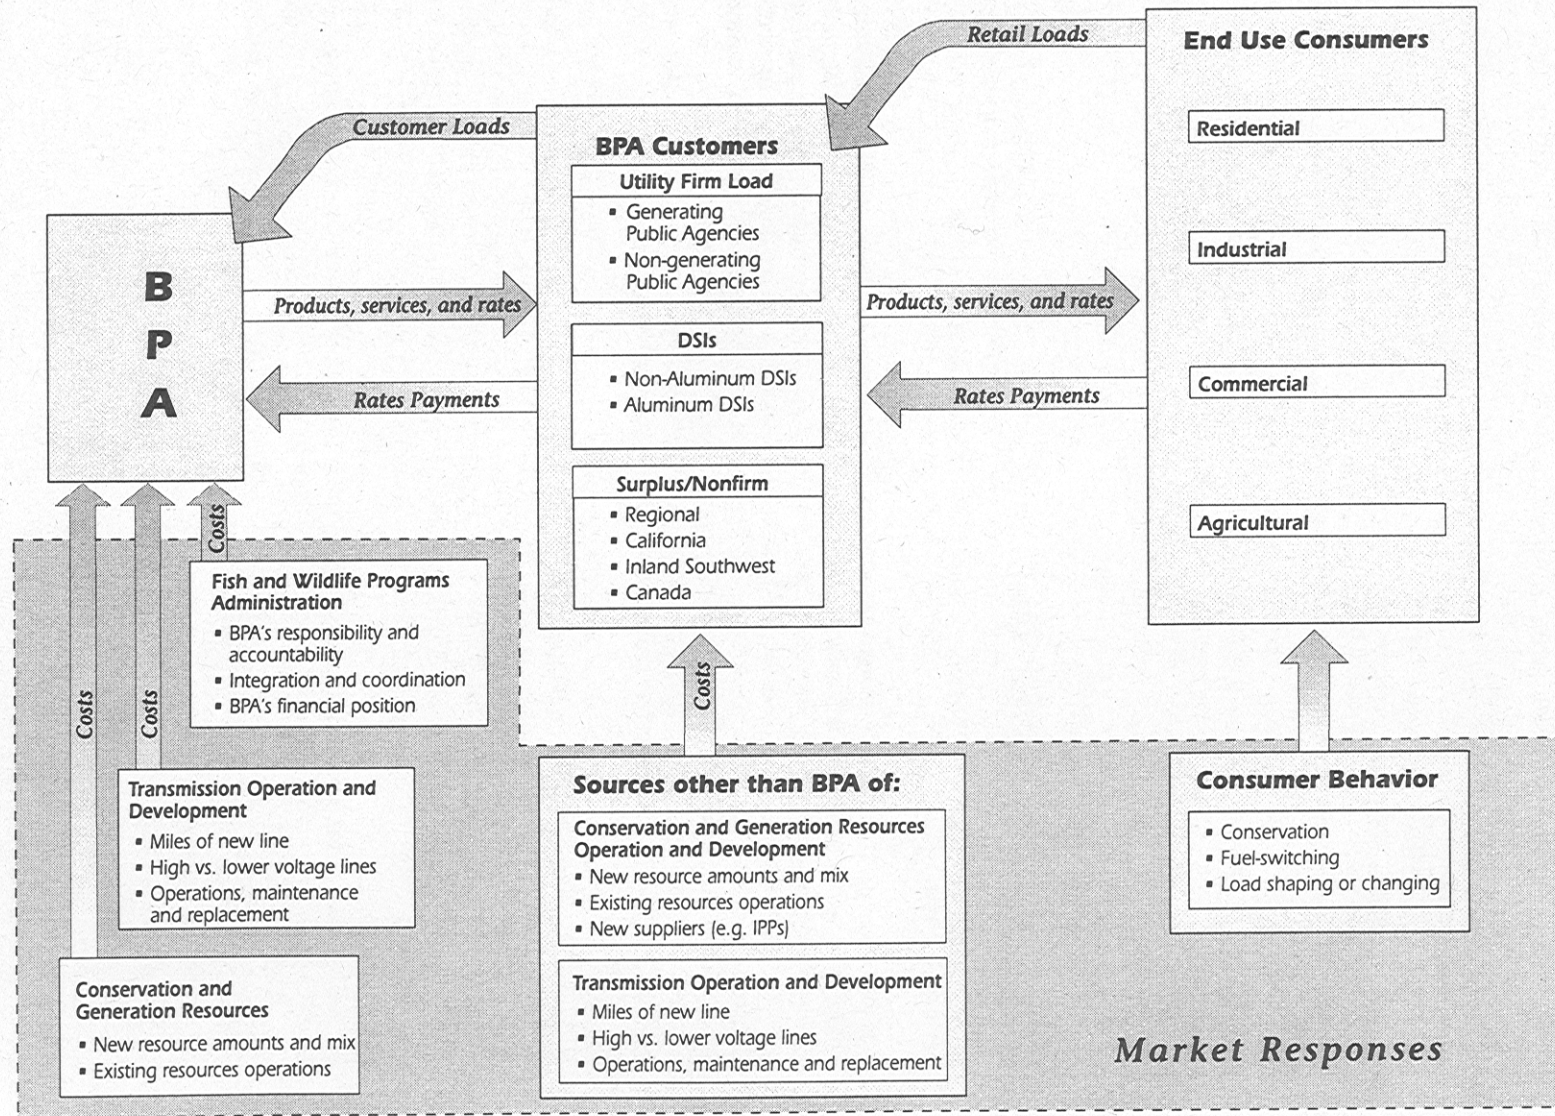 Retail Loads
End Use Consumers
Residential
Industrial
Commercial
Agricultural
Customer Loads
BPA Customers
Utility Firm Load
▪ Generating
Public Agencies
▪ Non-generating
Public Agencies
DSIs
▪ Non-Aluminum DSIs
▪ Aluminum DSIs
Surplus/Nonfirm
▪ Regional
▪ California
▪ Inland Southwest
▪ Canada
B
P
A
Products, services, and rates
Rates Payments
Products, services, and rates
Rates Payments
Costs
Costs
Costs
Fish and Wildlife Programs
Administration
▪ BPA's responsibility and
accountability
▪ Integration and coordination
▪ BPA's financial position
Transmission Operation and
Development
▪ Miles of new line
▪ High vs. lower voltage lines
▪ Operations, maintenance
and replacement
Conservation and
Generation Resources
▪ New resource amounts and mix
▪ Existing resources operations
Costs
Sources other than BPA of:
Conservation and Generation Resources
Operation and Development
▪ New resource amounts and mix
▪ Existing resources operations
▪ New suppliers (e.g. IPPs)
Transmission Operation and Development
▪ Miles of new line
▪ High vs. lower voltage lines
▪ Operations, maintenance and replacement
Consumer Behavior
▪ Conservation
▪ Fuel-switching
▪ Load shaping or changing
Market Responses